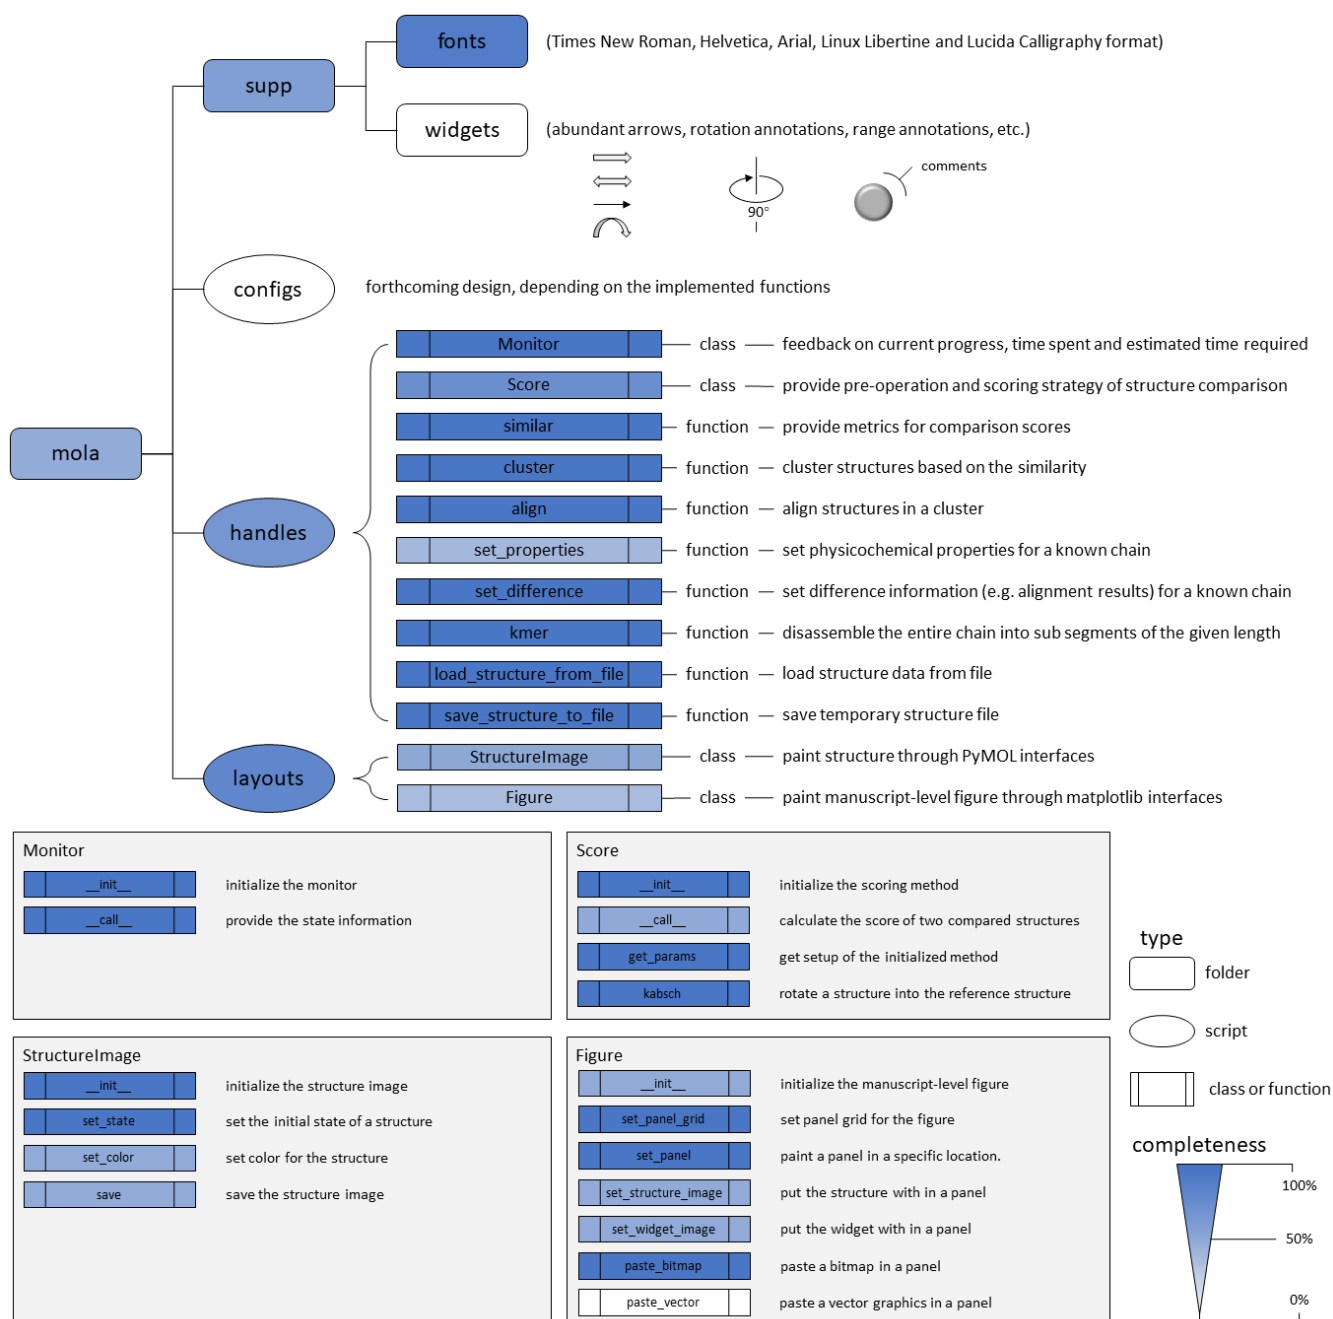 fonts
(Times New Roman, Helvetica, Arial, Linux Libertine and Lucida Calligraphy format)
supp
widgets
(abundant arrows, rotation annotations, range annotations, etc.)
comments
90°
configs
forthcoming design, depending on the implemented functions
Monitor class feedback on current progress, time spent and estimated time required
Score class provide pre-operation and scoring strategy of structure comparison
similar function provide metrics for comparison scores
mola
cluster function cluster structures based on the similarity
align function align structures in a cluster
handles
set_properties function set physicochemical properties for a known chain
set_difference function set difference information (e.g. alignment results) for a known chain
kmer function disassemble the entire chain into sub segments of the given length
load_structure_from_file function load structure data from file
save_structure_to_file function save temporary structure file
layouts
StructureImage class paint structure through PyMOL interfaces
Figure class paint manuscript-level figure through matplotlib interfaces
Monitor
__init__ initialize the monitor
__call__ provide the state information
Score
__init__ initialize the scoring method
__call__ calculate the score of two compared structures
get_params get setup of the initialized method
kabsch rotate a structure into the reference structure
StructureImage
__init__ initialize the structure image
set_state set the initial state of a structure
set_color set color for the structure
save save the structure image
Figure
__init__ initialize the manuscript-level figure
set_panel_grid set panel grid for the figure
set_panel paint a panel in a specific location.
set_structure_image put the structure with in a panel
set_widget_image put the widget with in a panel
paste_bitmap paste a bitmap in a panel
paste_vector paste a vector graphics in a panel
type
folder
script
class or function
completeness
100%
50%
0%